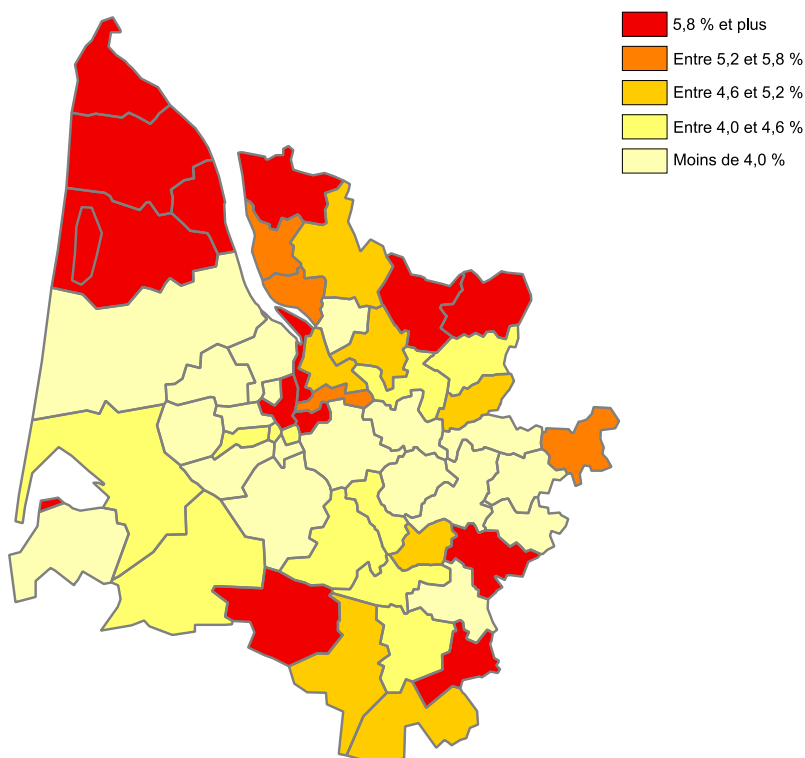 5,8 % et plus
Entre 5,2 et 5,8 %
Entre 4,6 et 5,2 %
Entre 4,0 et 4,6 %
Moins de 4,0 %